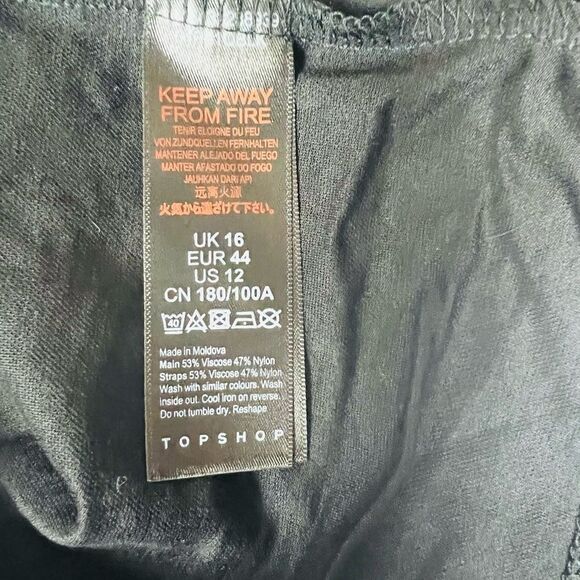 KEEP AWAY
FROM FIRE
TENIR ELOIGNE DU FEU
VON ZUNDQUELLEN FERNHALTEN
MANTENER ALEJADO DEL FUEGO
MANTER AFASTADO DO FOGO
JAUHKAN DARI API
远离火源
火気から遠ざけて下さい。
UK 16
EUR 44
US 12
CN 180/100A
40
Made in Moldova
Main 53% Viscose 47% Nylon
Straps 53% Viscose 47% Nylon
Wash with similar colours. Wash
inside out. Cool iron on reverse.
Do not tumble dry. Reshape
TOPSHOP